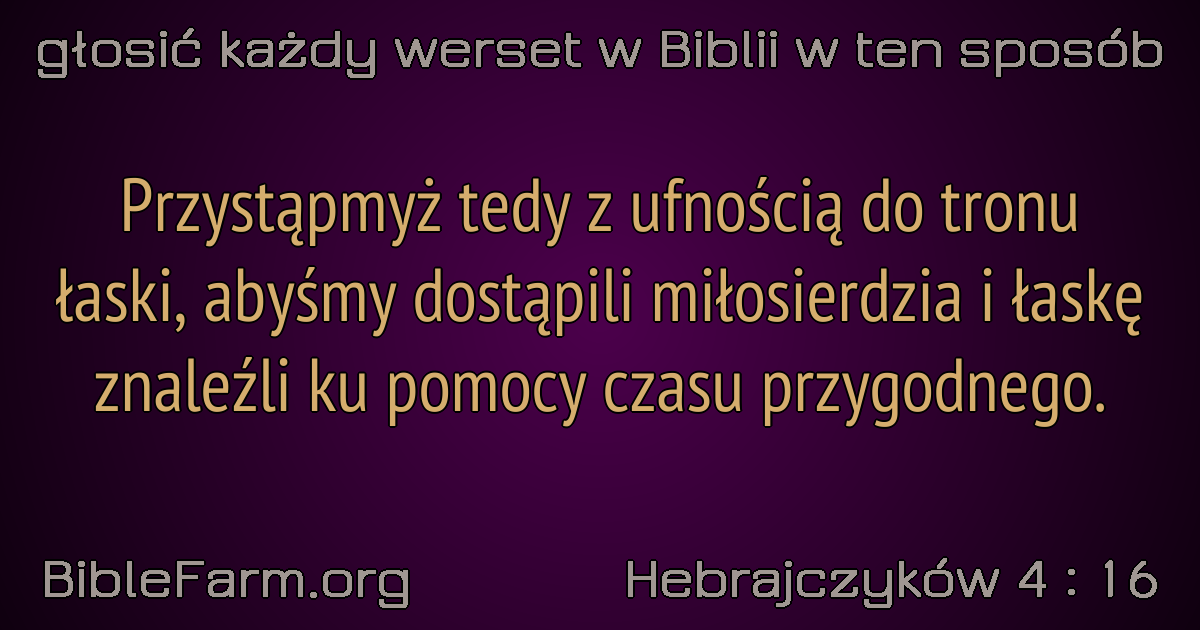 głosić każdy werset w Biblii w ten sposób
Przystąpmyż tedy z ufnością do tronu
łaski, abyśmy dostąpili miłosierdzia i łaskę
znaleźli ku pomocy czasu przygodnego.
BibleFarm.org
Hebrajczyków 4 : 16